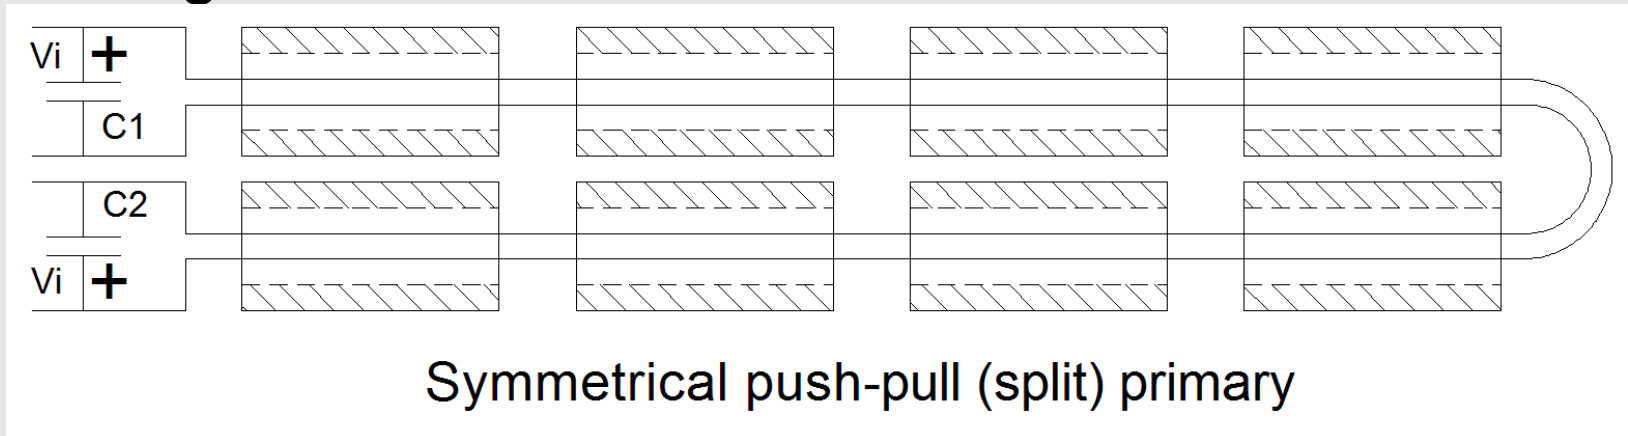 Vi +
C1
C2
Vi +
Symmetrical push-pull (split) primary